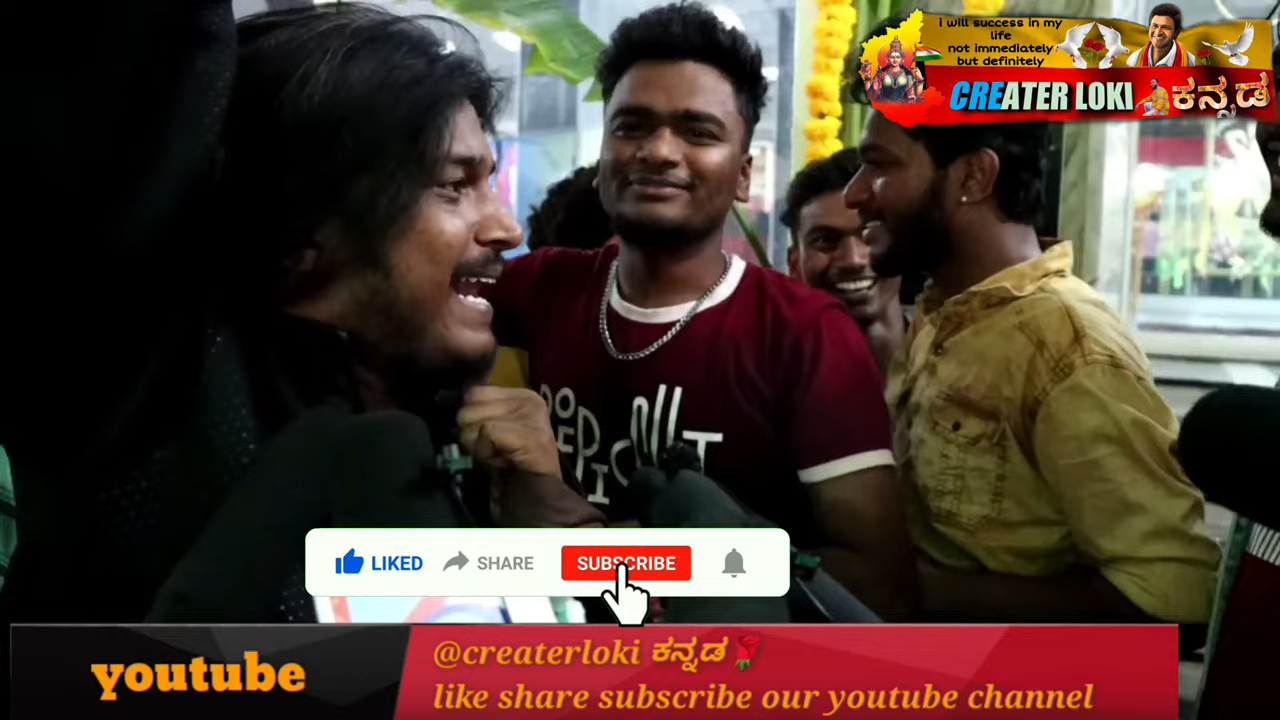 i will success in my
life
not immediately
but definitely
CREATER LOKI ಕನ್ನಡ
LIKED SHARE SUBSCRIBE
youtube
@createrloki ಕನ್ನಡ🌹
like share subscribe our youtube channel